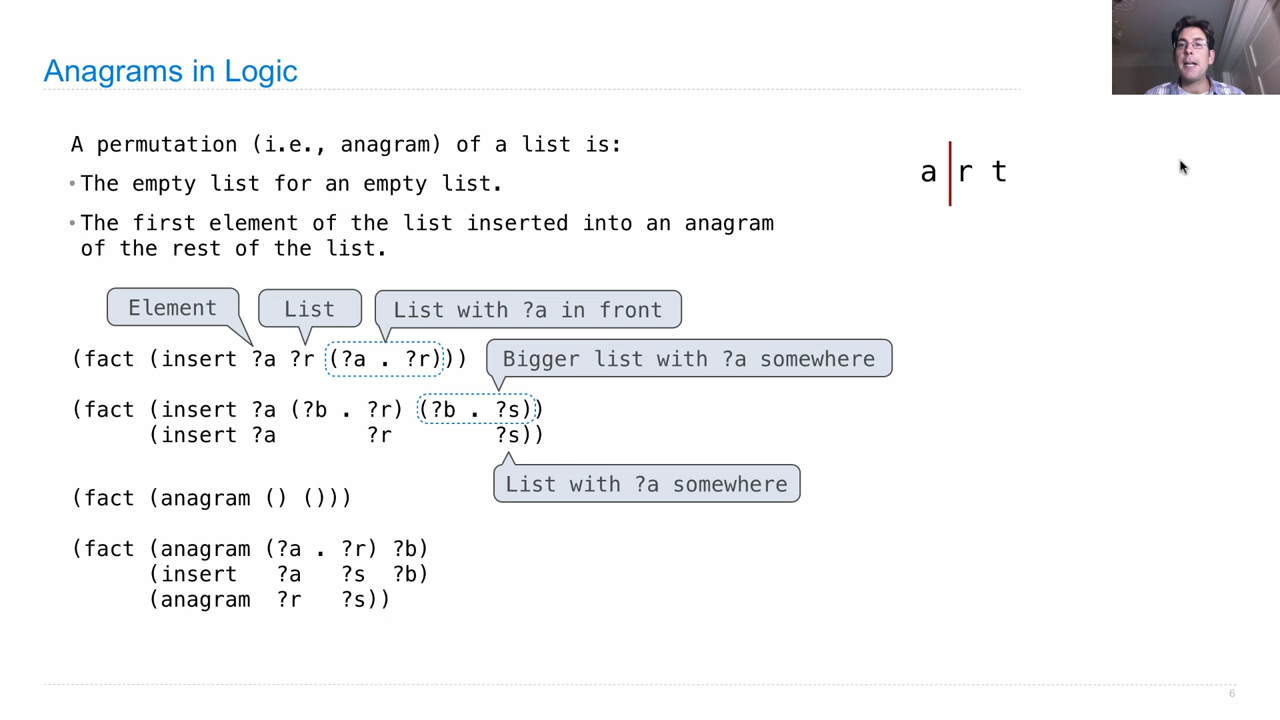 Anagrams in Logic
A permutation (i.e., anagram) of a list is:
•The empty list for an empty list.
•The first element of the list inserted into an anagram
of the rest of the list.
a r t
Element
List
List with ?a in front
(fact (insert ?a ?r (?a . ?r)))
Bigger list with ?a somewhere
(fact (insert ?a (?b . ?r) (?b . ?s))
(insert ?a ?r ?s))
List with ?a somewhere
(fact (anagram () ()))
(fact (anagram (?a . ?r) ?b)
(insert ?a ?s ?b)
(anagram ?r ?s))
6